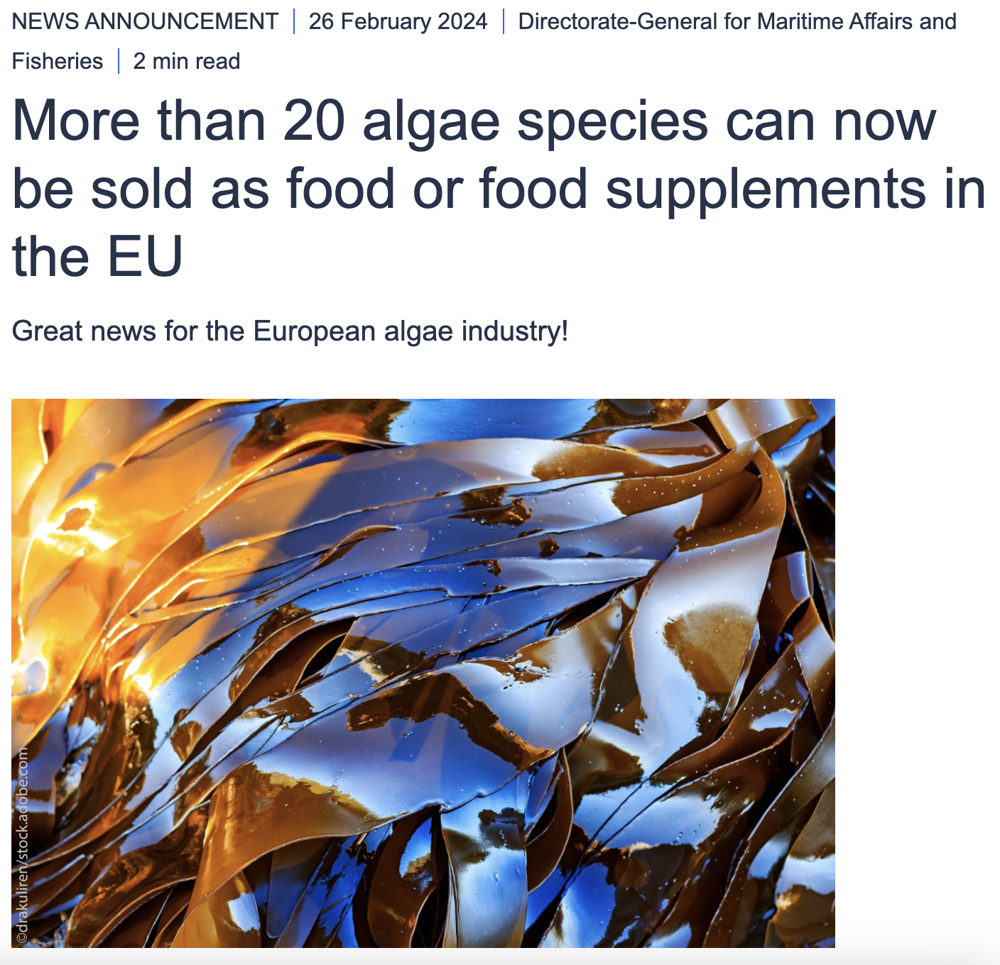 NEWS ANNOUNCEMENT | 26 February 2024 | Directorate-General for Maritime Affairs and
Fisheries | 2 min read
More than 20 algae species can now
be sold as food or food supplements in
the EU
Great news for the European algae industry!
©drakuliren/stock.adobe.com